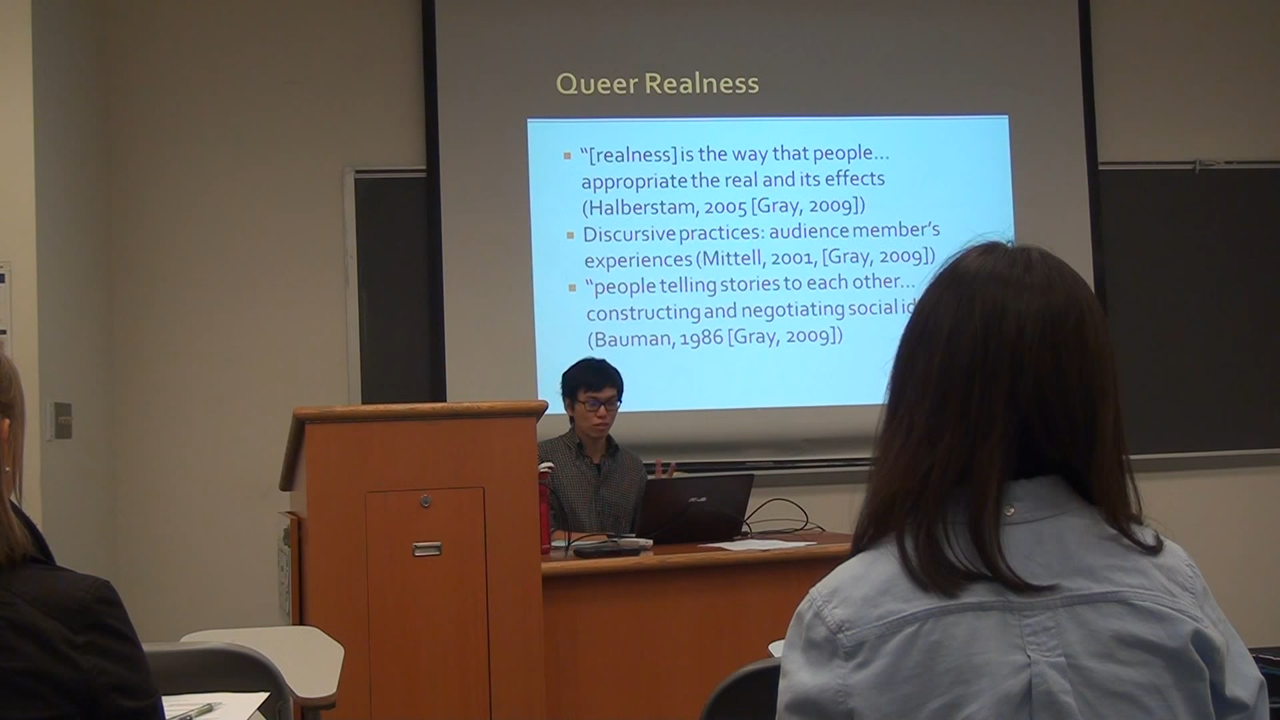 Queer Realness
“[realness] is the way that people...
appropriate the real and its effects
(Halberstam, 2005 [Gray, 2009])
Discursive practices: audience member's
experiences (Mittell, 2001, [Gray, 2009])
“people telling stories to each other...
constructing and negotiating social
(Bauman, 1986 [Gray, 2009])
ASUS